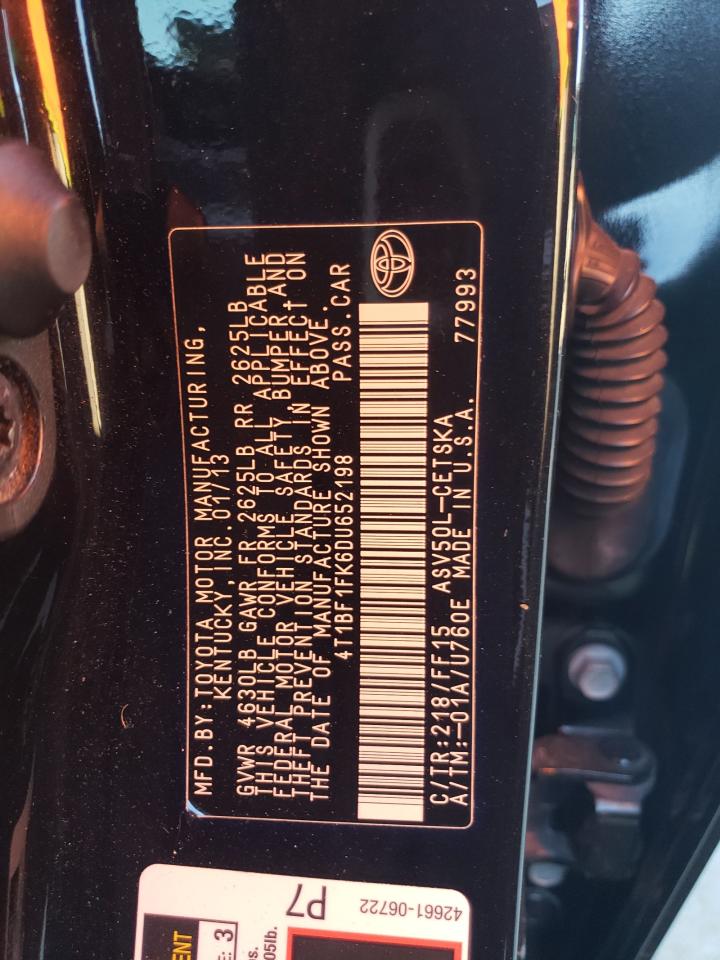 MFD.BY:TOYOTA MOTOR MANUFACTURING,
KENTUCKY,INC.01/13
GVWR 4630LB GAWR FR 2625LB RR 2625LB
THIS VEHICLE CONFORMS TO ALL APPLICABLE
FEDERAL MOTOR VEHICLE SAFETY, BUMPER AND
THEFT PREVENTION STANDARDS IN EFFECT ON
THE DATE OF MANUFACTURE SHOWN ABOVE.
4T1BF1FK6DU652198 PASS.CAR
C/TR:218/FF15 ASV50L-CETSKA 77993
A/TM:-01A/U760E MADE IN U.S.A.
P7
42661-06722
3
05lb.